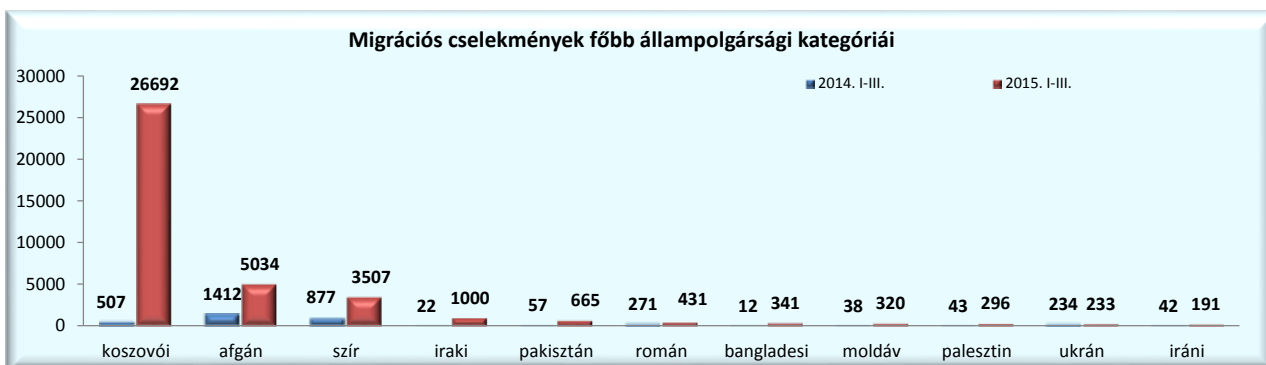 Migrációs cselekmények főbb állampolgársági kategóriái
2014. I-III. 2015. I-III.
30000
25000
20000
15000
10000
5000
0
507 26692 1412 5034 877 3507 22 1000 57 665 271 431 12 341 38 320 43 296 234 233 42 191
koszovói afgán szír iraki pakisztán román bangladesi moldáv palesztin ukrán iráni